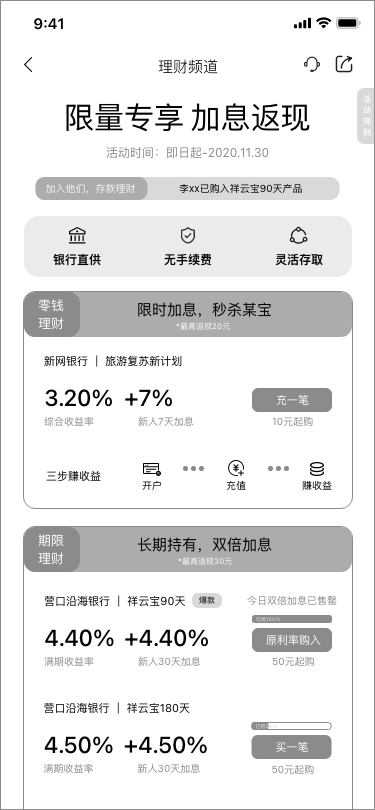 9:41
理财频道
限量专享 加息返现
活动规则
活动时间：即日起-2020.11.30
加入他们，存款理财
李xx已购入祥云宝90天产品
银行直供
无手续费
灵活存取
零钱
理财
限时加息，秒杀某宝
*最高返现20元
新网银行 | 旅游复苏新计划
3.20% +7%
综合收益率
新人7天加息
充一笔
10元起购
三步赚收益
开户
充值
赚收益
期限
理财
长期持有，双倍加息
*最高返现30元
营口沿海银行 | 祥云宝90天
爆款
今日双倍加息已售罄
4.40% +4.40%
满期收益率
新人30天加息
原利率购入
50元起购
营口沿海银行 | 祥云宝180天
4.50% +4.50%
满期收益率
新人30天加息
买一笔
50元起购